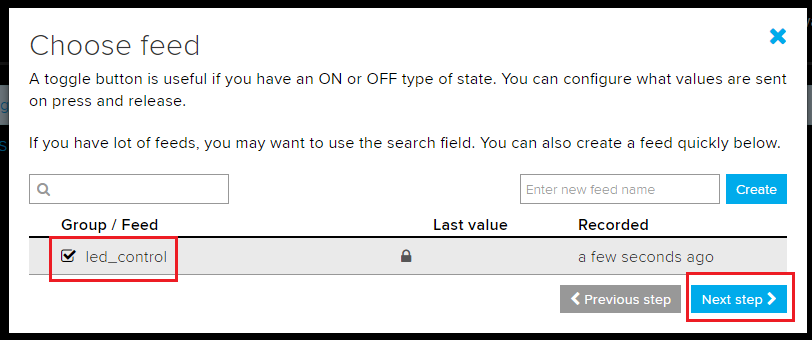 Choose feed
A toggle button is useful if you have an ON or OFF type of state. You can configure what values are sent
on press and release.
If you have lot of feeds, you may want to use the search field. You can also create a feed quickly below.
Enter new feed name Create
Group / Feed Last value Recorded
led_control a few seconds ago
Previous step Next step